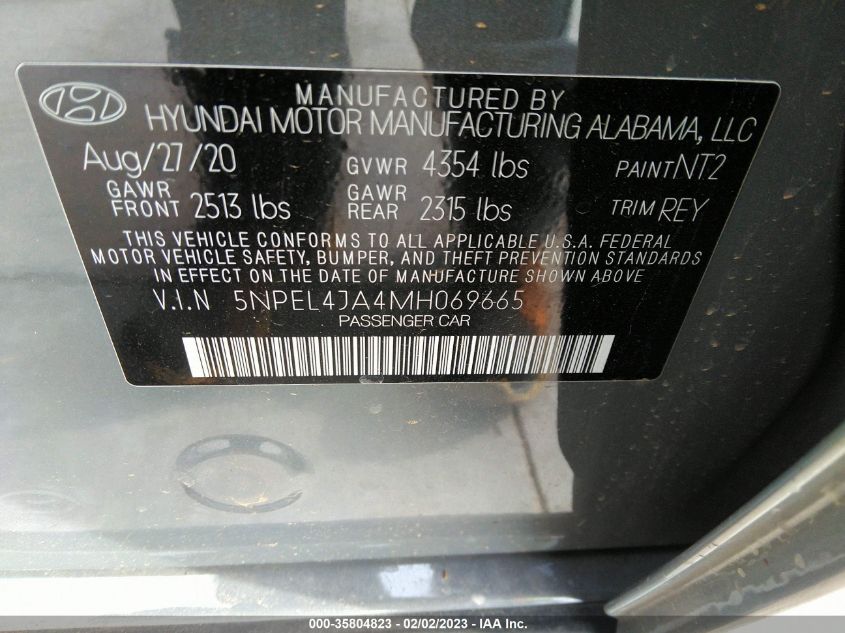 MANUFACTURED BY
HYUNDAI MOTOR MANUFACTURING ALABAMA, LLC
Aug/27/20 GVWR 4354 lbs PAINT NT2
GAWR FRONT 2513 lbs GAWR REAR 2315 lbs TRIM REY
THIS VEHICLE CONFORMS TO ALL APPLICABLE U.S.A. FEDERAL
MOTOR VEHICLE SAFETY, BUMPER, AND THEFT PREVENTION STANDARDS
IN EFFECT ON THE DATE OF MANUFACTURE SHOWN ABOVE
V.I.N 5NPEL4JA4MH069665
PASSENGER CAR
000-35804823 - 02/02/2023 - IAA Inc.